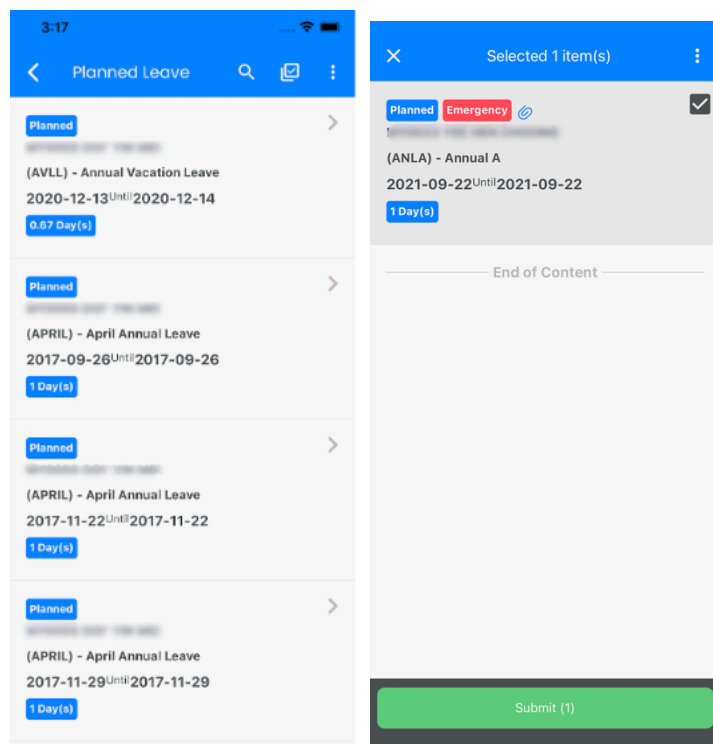 3:17
Planned Leave
Planned
(AVLL) - Annual Vacation Leave
2020-12-13Until2020-12-14
0.67 Day(s)
Planned
(APRIL) - April Annual Leave
2017-09-26Until2017-09-26
1 Day(s)
Planned
(APRIL) - April Annual Leave
2017-11-22Until2017-11-22
1 Day(s)
Planned
(APRIL) - April Annual Leave
2017-11-29Until2017-11-29
1 Day(s)
Selected 1 item(s)
Planned Emergency
(ANLA) - Annual A
2021-09-22Until2021-09-22
1 Day(s)
End of Content
Submit (1)